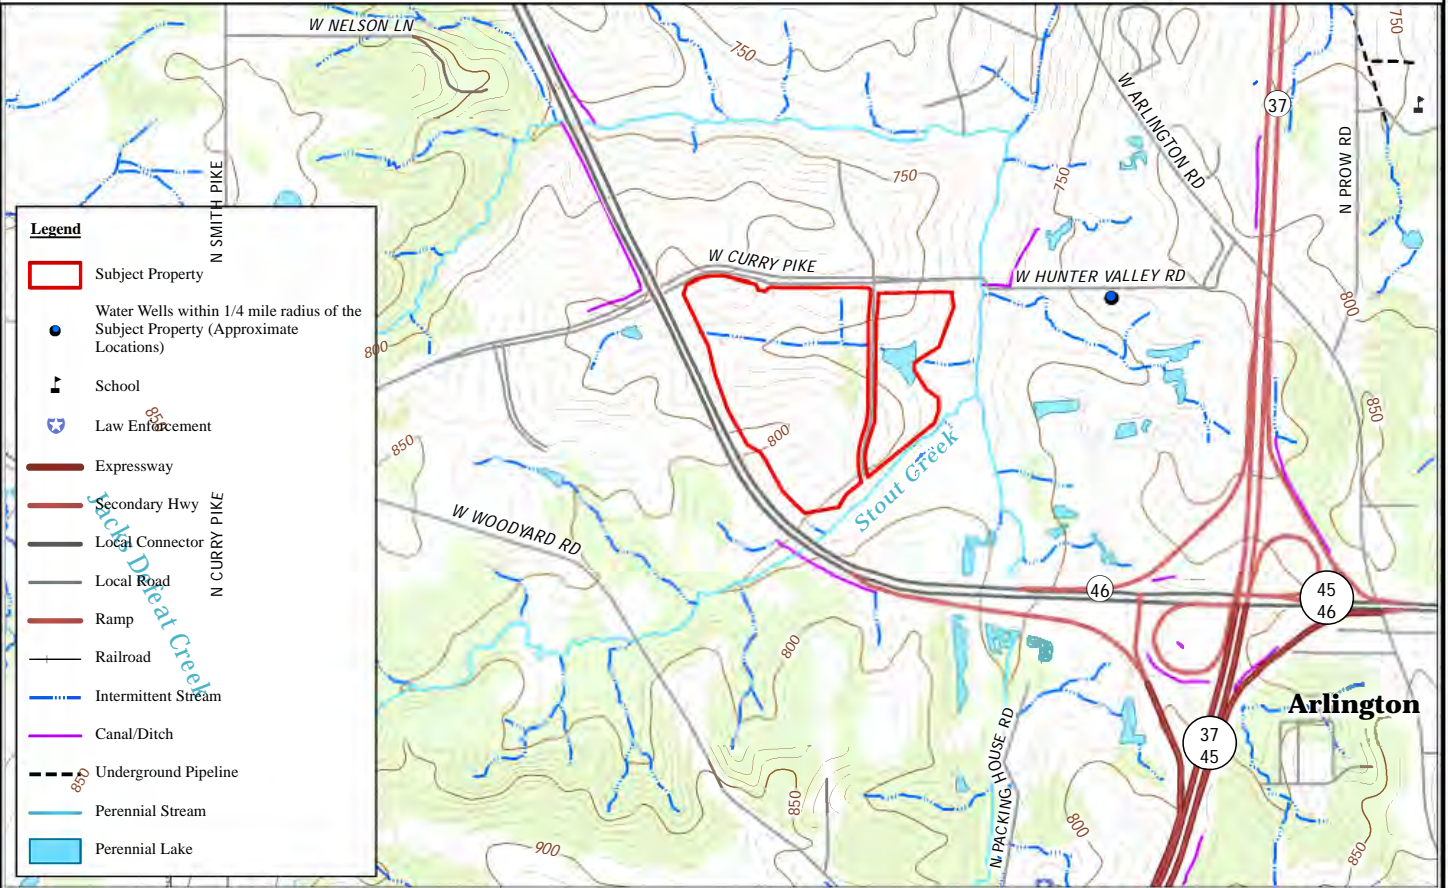 W NELSON LN
750
750
37
W ARLINGTON RD
N PROW RD
N SMITH PIKE
750
750
Legend
Subject Property
Water Wells within 1/4 mile radius of the
Subject Property (Approximate
Locations)
School
Law Enforcement
Expressway
Secondary Hwy
Local Connector
Local Road
Ramp
Railroad
Intermittent Stream
Canal/Ditch
Underground Pipeline
Perennial Stream
Perennial Lake
850
N CURRY PIKE
Jacks Defeat Creek
850
W CURRY PIKE
W HUNTER VALLEY RD
800
800
850
850
800
Stout Creek
W WOODYARD RD
46
45
46
800
Arlington
37
45
N PACKING HOUSE RD
850
800
850
900